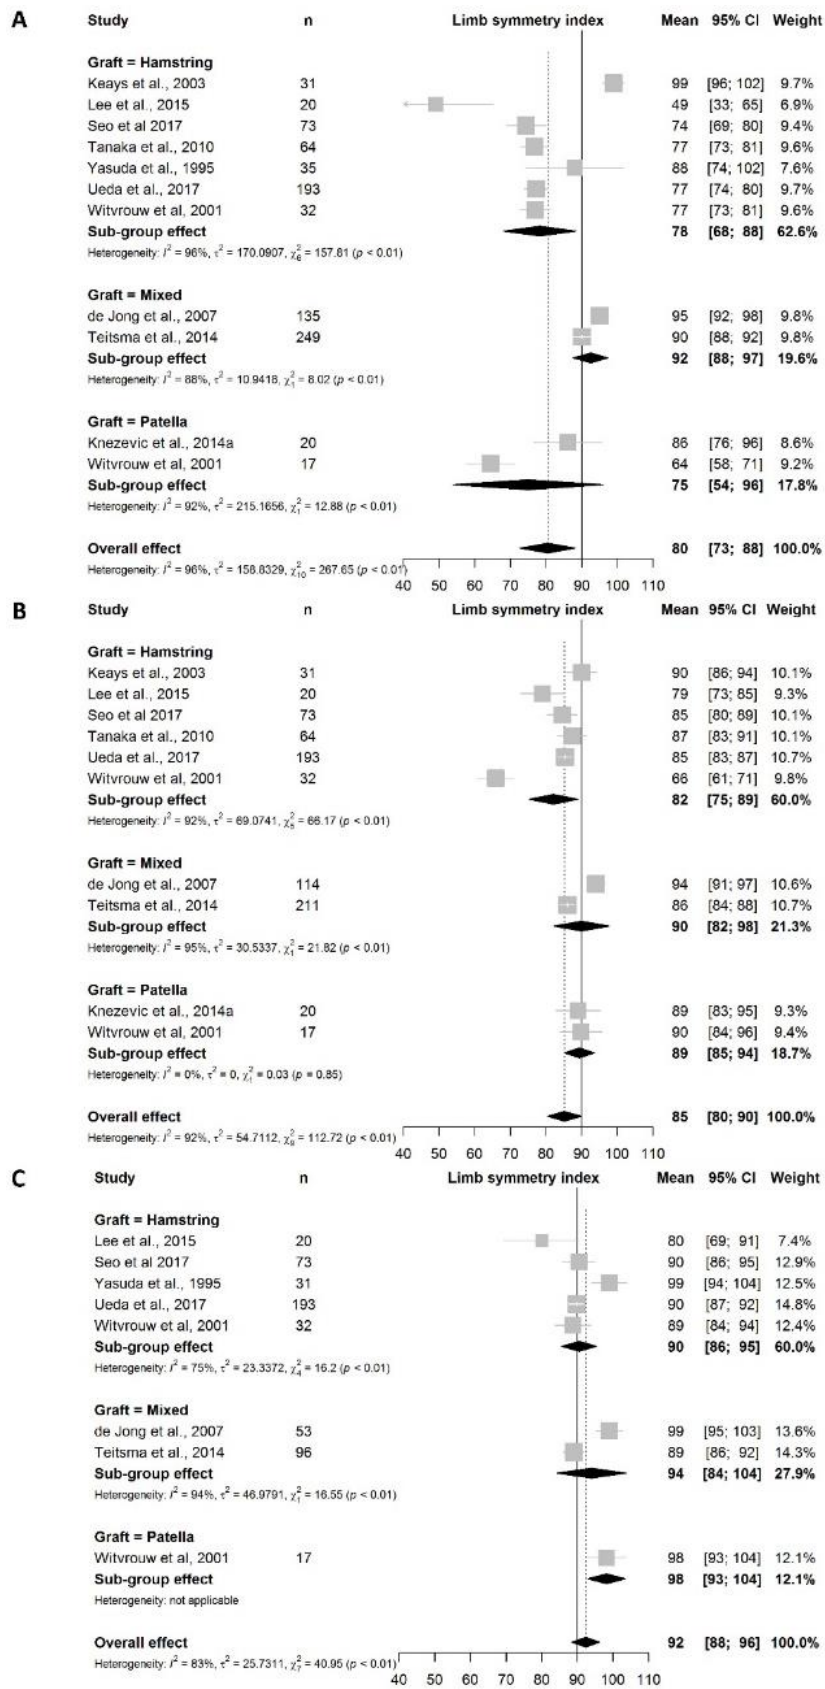 A
Study n Limb symmetry index Mean 95% CI Weight
Graft = Hamstring
Keays et al., 2003 31 99 [96; 102] 9.7%
Lee et al., 2015 20 49 [33; 65] 6.9%
Seo et al 2017 73 74 [69; 80] 9.4%
Tanaka et al., 2010 64 77 [73; 81] 9.6%
Yasuda et al., 1995 35 88 [74; 102] 7.6%
Ueda et al., 2017 193 77 [74; 80] 9.7%
Witvrouw et al, 2001 32 77 [73; 81] 9.6%
Sub-group effect 78 [68; 88] 62.6%
Heterogeneity: I² = 96%, τ² = 170.0907, χ²₆ = 157.81 (p < 0.01)
Graft = Mixed
de Jong et al., 2007 135 95 [92; 98] 9.8%
Teitsma et al., 2014 249 90 [88; 92] 9.8%
Sub-group effect 92 [88; 97] 19.6%
Heterogeneity: I² = 88%, τ² = 10.9418, χ²₁ = 8.02 (p < 0.01)
Graft = Patella
Knezevic et al., 2014a 20 86 [76; 96] 8.6%
Witvrouw et al, 2001 17 64 [58; 71] 9.2%
Sub-group effect 75 [54; 96] 17.8%
Heterogeneity: I² = 92%, τ² = 215.1656, χ²₁ = 12.88 (p < 0.01)
Overall effect 80 [73; 88] 100.0%
Heterogeneity: I² = 96%, τ² = 158.8329, χ²₁₀ = 267.65 (p < 0.01)
40 50 60 70 80 90 100 110
B
Study n Limb symmetry index Mean 95% CI Weight
Graft = Hamstring
Keays et al., 2003 31 90 [86; 94] 10.1%
Lee et al., 2015 20 79 [73; 85] 9.3%
Seo et al 2017 73 85 [80; 89] 10.1%
Tanaka et al., 2010 64 87 [83; 91] 10.1%
Ueda et al., 2017 193 85 [83; 87] 10.7%
Witvrouw et al, 2001 32 66 [61; 71] 9.8%
Sub-group effect 82 [75; 89] 60.0%
Heterogeneity: I² = 92%, τ² = 69.0741, χ²₅ = 66.17 (p < 0.01)
Graft = Mixed
de Jong et al., 2007 114 94 [91; 97] 10.6%
Teitsma et al., 2014 211 86 [84; 88] 10.7%
Sub-group effect 90 [82; 98] 21.3%
Heterogeneity: I² = 95%, τ² = 30.5337, χ²₁ = 21.82 (p < 0.01)
Graft = Patella
Knezevic et al., 2014a 20 89 [83; 95] 9.3%
Witvrouw et al, 2001 17 90 [84; 96] 9.4%
Sub-group effect 89 [85; 94] 18.7%
Heterogeneity: I² = 0%, τ² = 0, χ²₁ = 0.03 (p = 0.85)
Overall effect 85 [80; 90] 100.0%
Heterogeneity: I² = 92%, τ² = 54.7112, χ²₉ = 112.72 (p < 0.01)
40 50 60 70 80 90 100 110
C
Study n Limb symmetry index Mean 95% CI Weight
Graft = Hamstring
Lee et al., 2015 20 80 [69; 91] 7.4%
Seo et al 2017 73 90 [86; 95] 12.9%
Yasuda et al., 1995 31 99 [94; 104] 12.5%
Ueda et al., 2017 193 90 [87; 92] 14.8%
Witvrouw et al, 2001 32 89 [84; 94] 12.4%
Sub-group effect 90 [86; 95] 60.0%
Heterogeneity: I² = 75%, τ² = 23.3372, χ²₄ = 16.2 (p < 0.01)
Graft = Mixed
de Jong et al., 2007 53 99 [95; 103] 13.6%
Teitsma et al., 2014 96 89 [86; 92] 14.3%
Sub-group effect 94 [84; 104] 27.9%
Heterogeneity: I² = 94%, τ² = 46.9791, χ²₁ = 16.55 (p < 0.01)
Graft = Patella
Witvrouw et al, 2001 17 98 [93; 104] 12.1%
Sub-group effect 98 [93; 104] 12.1%
Heterogeneity: not applicable
Overall effect 92 [88; 96] 100.0%
Heterogeneity: I² = 83%, τ² = 25.7311, χ²₇ = 40.95 (p < 0.01)
40 50 60 70 80 90 100 110